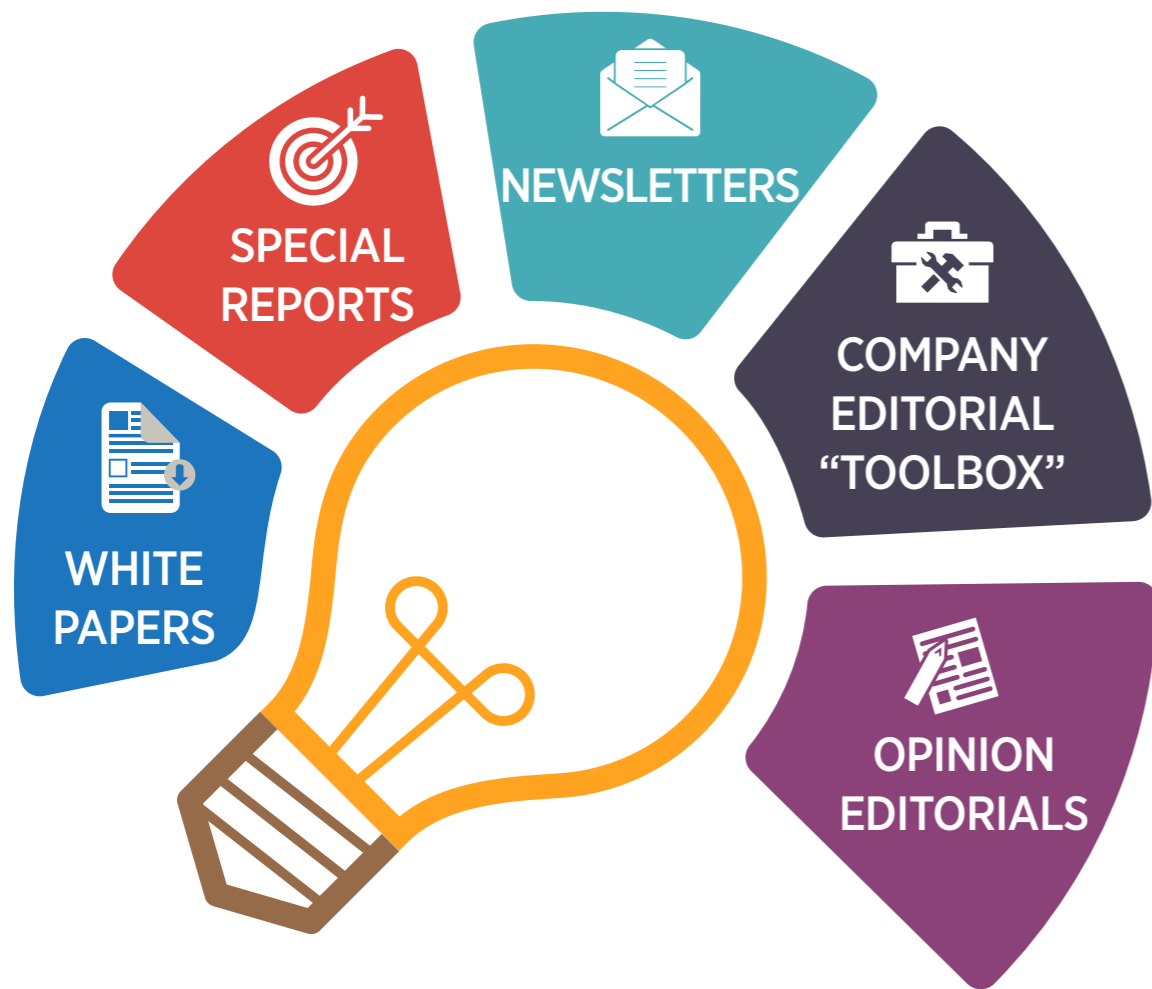 NEWSLETTERS
SPECIAL
REPORTS
COMPANY
EDITORIAL
“TOOLBOX”
WHITE
PAPERS
OPINION
EDITORIALS